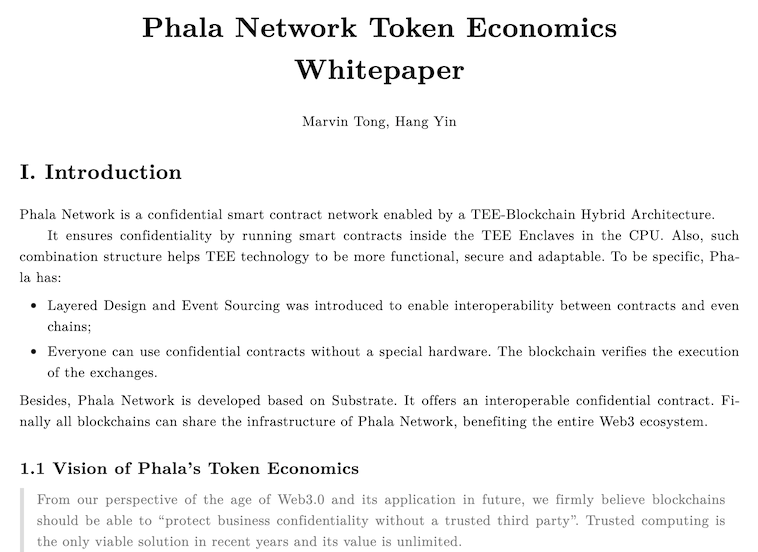 Phala Network Token Economics
Whitepaper
Marvin Tong, Hang Yin
I. Introduction
Phala Network is a confidential smart contract network enabled by a TEE-Blockchain Hybrid Architecture.
It ensures confidentiality by running smart contracts inside the TEE Enclaves in the CPU. Also, such
combination structure helps TEE technology to be more functional, secure and adaptable. To be specific, Pha-
la has:
• Layered Design and Event Sourcing was introduced to enable interoperability between contracts and even
chains;
• Everyone can use confidential contracts without a special hardware. The blockchain verifies the execution
of the exchanges.
Besides, Phala Network is developed based on Substrate. It offers an interoperable confidential contract. Fi-
nally all blockchains can share the infrastructure of Phala Network, benefiting the entire Web3 ecosystem.
1.1 Vision of Phala's Token Economics
From our perspective of the age of Web3.0 and its application in future, we firmly believe blockchains
should be able to “protect business confidentiality without a trusted third party”. Trusted computing is
the only viable solution in recent years and its value is unlimited.